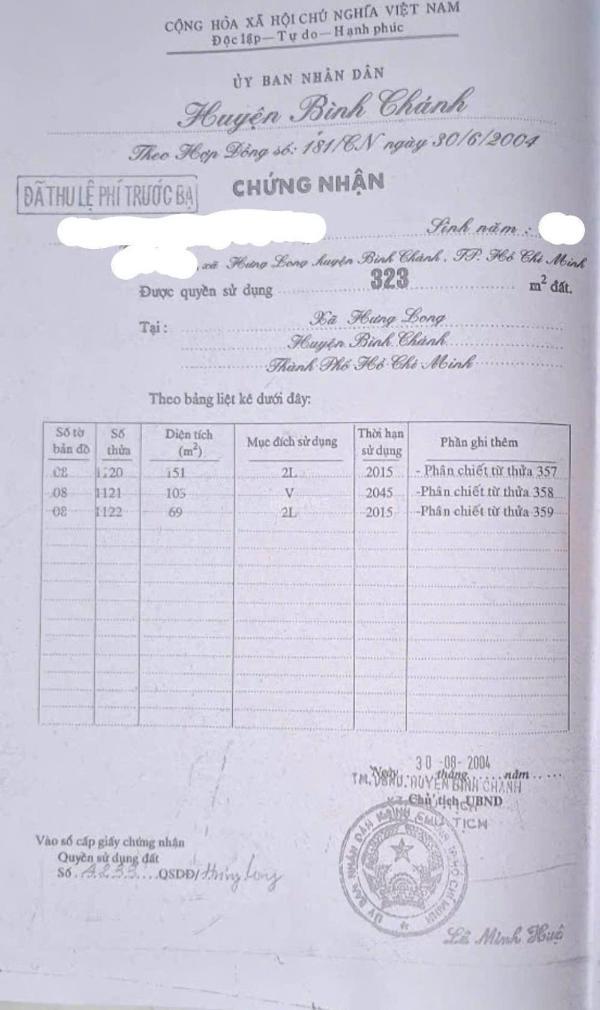 CỘNG HÒA XÃ HỘI CHỦ NGHĨA VIỆT NAM
Độc lập — Tự do — Hạnh phúc
ỦY BAN NHÂN DÂN
Huyện Bình Chánh
Theo Hợp Đồng số: 181/CN ngày 30/6/2004
ĐÃ THU LỆ PHÍ TRƯỚC BẠ
CHỨNG NHẬN
Sinh năm :
, xã Hưng Long huyện Bình Chánh, TP. Hồ Chí Minh
Được quyền sử dụng 323 m² đất.
Tại : Xã Hưng Long
Huyện Bình Chánh
Thành Phố Hồ Chí Minh
Theo bảng liệt kê dưới đây:
Số tờ bản đồ Số thửa Diện tích (m²) Mục đích sử dụng Thời hạn sử dụng Phần ghi thêm
08 1120 151 2L 2015 - Phân chiết từ thửa 357
08 1121 103 V 2045 -Phân chiết từ thửa 358
08 1122 69 2L 2015 -Phân chiết từ thửa 359
30 -08- 2004
Ngày tháng năm
TM. UBND. HUYỆN BÌNH CHÁNH
Chủ tịch UBND
TỊCH
Vào sổ cấp giấy chứng nhận
Quyền sử dụng đất
Số QSDĐ/ Hưng Long
ỦY BAN NHÂN DÂN
Lê Minh Huệ